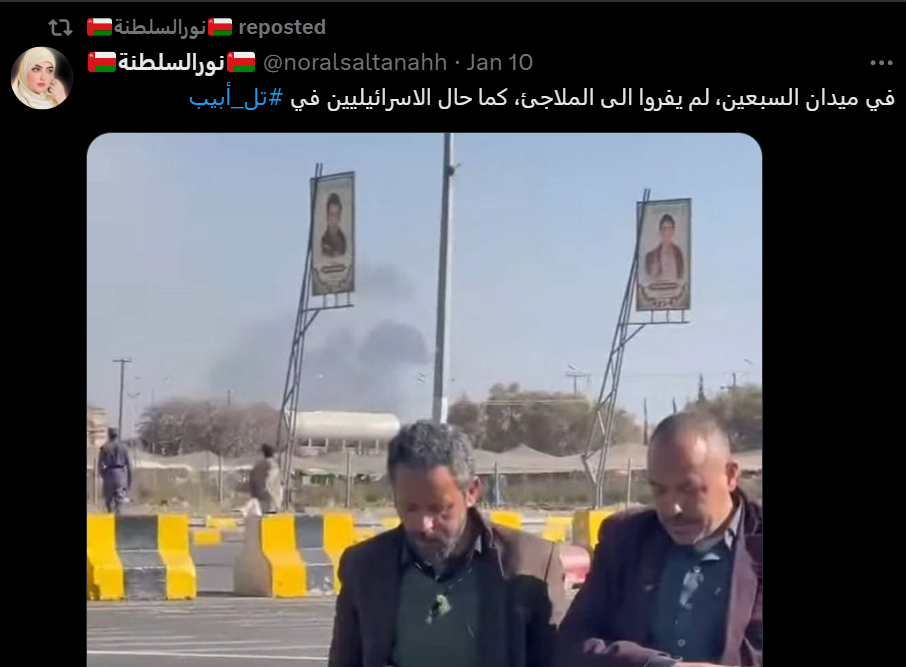 🇴🇲نورالسلطنة🇴🇲 reposted
🇴🇲نورالسلطنة🇴🇲 @noralsaltanahh · Jan 10
في ميدان السبعين، لم يفروا الى الملاجئ، كما حال الاسرائيليين في #تل_أبيب